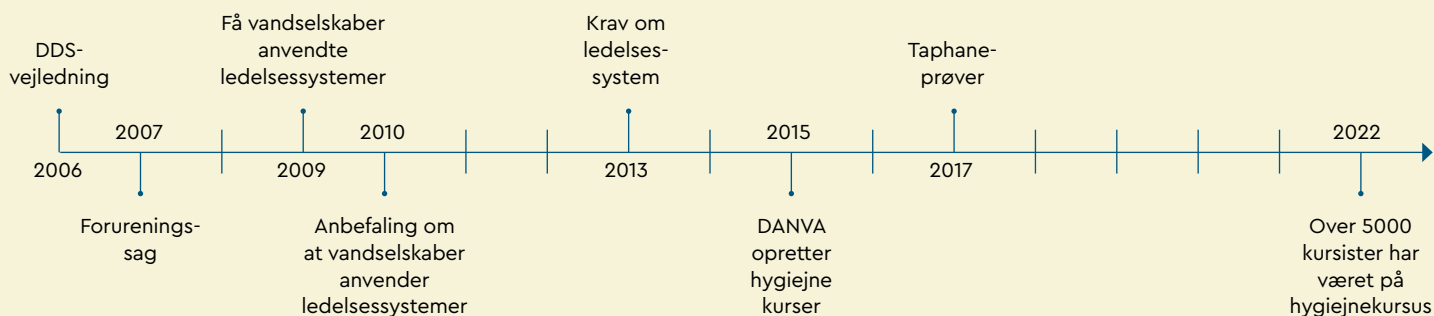 DDS-
vejledning
2006
2007
Forurenings-
sag
Få vandselskaber
anvendte
ledelsessystemer
2009
2010
Anbefaling om
at vandselskaber
anvender
ledelsessystemer
Krav om
ledelses-
system
2013
2015
DANVA
opretter
hygiejne
kurser
Taphane-
prøver
2017
2022
Over 5000
kursister har
været på
hygiejnekursus